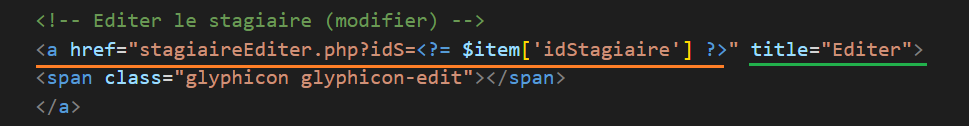 <!-- Editer le stagiaire (modifier) -->
<a href="stagiaireEditer.php?idS=<?= $item['idStagiaire'] ?>" title="Editer">
<span class="glyphicon glyphicon-edit"></span>
</a>